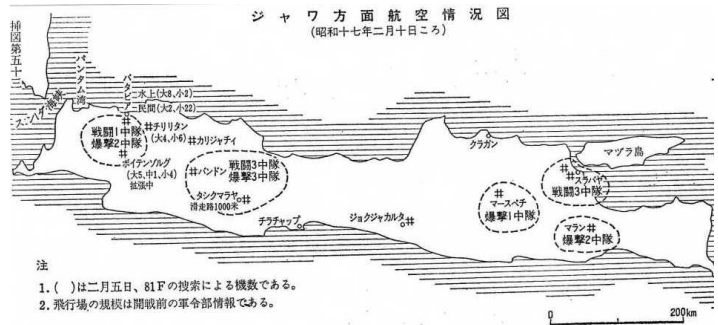 ジャワ方面航空情況図
(昭和十七年二月十日ころ)
挿図第五十三
スンダ海峡
バンタム湾
バタビア
水上(大8、小2)
民間(大2、小22)
戦闘1中隊
爆撃2中隊
チリリタン
(大4、小6)
カリジャティ
ボイテンゾルグ
(大5、中1、小4)
拡張中
バンドン
戦闘3中隊
爆撃3中隊
タシクマラヤ
滑走路1000米
チラチャップ
ジョクジャカルタ
クラガン
マヅラ島
スラバヤ
戦闘3中隊
マースペチ
爆撃1中隊
マラン
爆撃2中隊
注
1. ( )は二月五日、81Fの捜索による機数である。
2. 飛行場の規模は開戦前の軍令部情報である。
0 200km